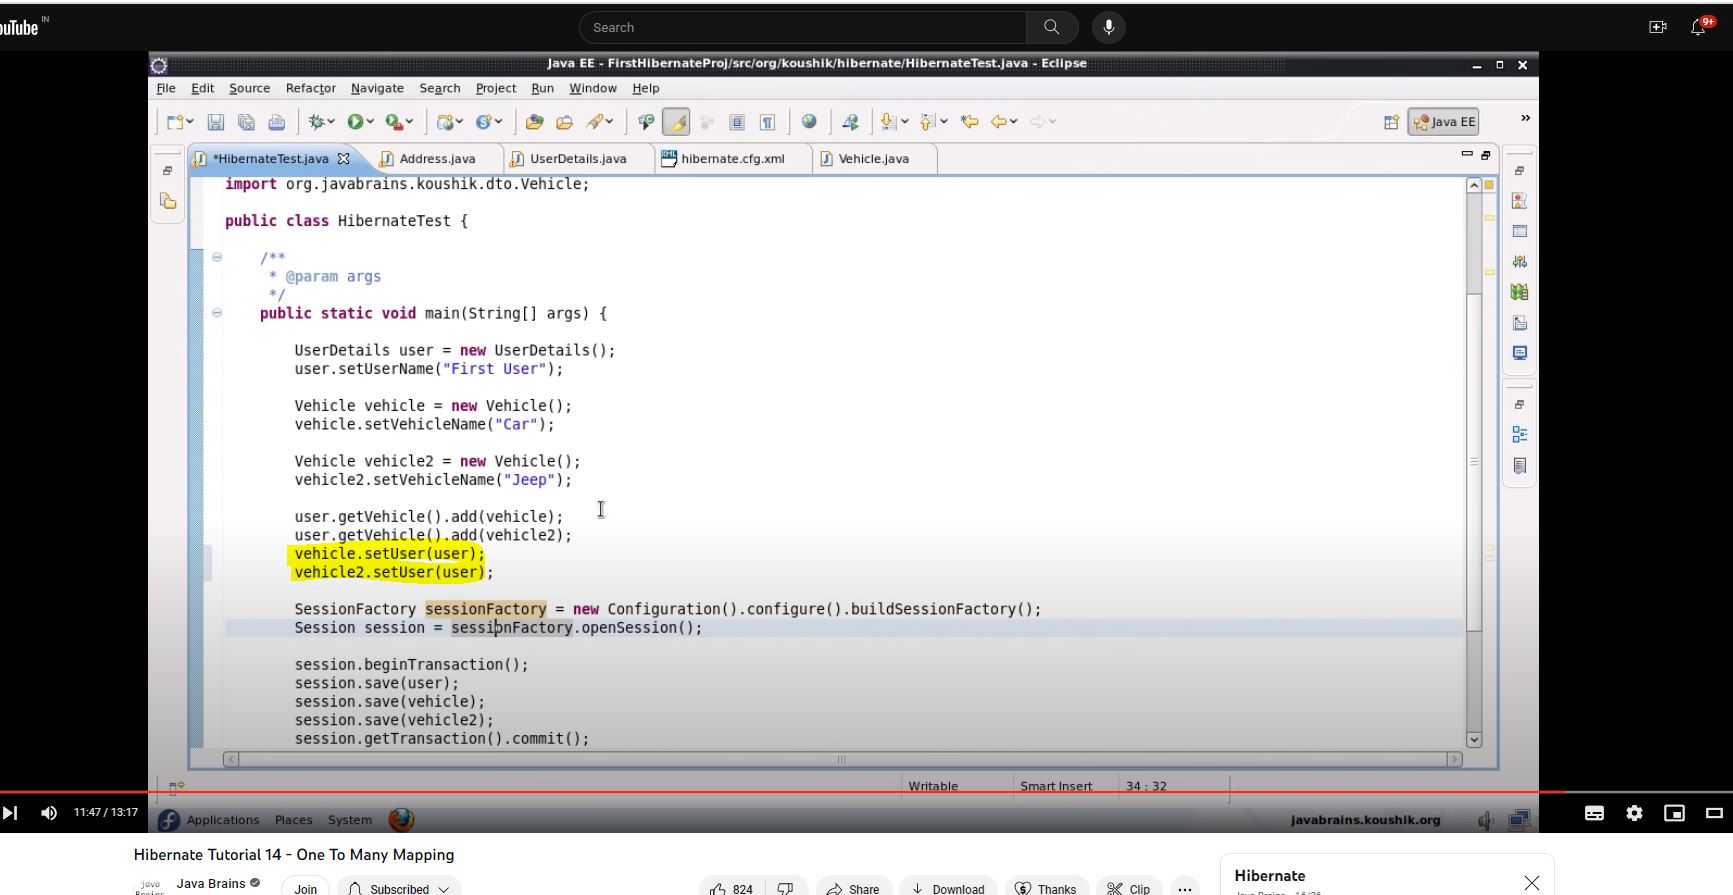 ouTube IN
Search
9+
Java EE - FirstHibernateProj/src/org/koushik/hibernate/HibernateTest.java - Eclipse
File Edit Source Refactor Navigate Search Project Run Window Help
Java EE
*HibernateTest.java Address.java UserDetails.java hibernate.cfg.xml Vehicle.java
import org.javabrains.koushik.dto.Vehicle;
public class HibernateTest {
/**
* @param args
*/
public static void main(String[] args) {
UserDetails user = new UserDetails();
user.setUserName("First User");
Vehicle vehicle = new Vehicle();
vehicle.setVehicleName("Car");
Vehicle vehicle2 = new Vehicle();
vehicle2.setVehicleName("Jeep");
user.getVehicle().add(vehicle);
user.getVehicle().add(vehicle2);
vehicle.setUser(user);
vehicle2.setUser(user);
SessionFactory sessionFactory = new Configuration().configure().buildSessionFactory();
Session session = sessionFactory.openSession();
session.beginTransaction();
session.save(user);
session.save(vehicle);
session.save(vehicle2);
session.getTransaction().commit();
Writable Smart Insert 34 : 32
11:47 / 13:17
Applications Places System javabrains.koushik.org
Hibernate Tutorial 14 - One To Many Mapping
java
Java Brains Join Subscribed 824 Share Download Thanks Clip ...
Hibernate